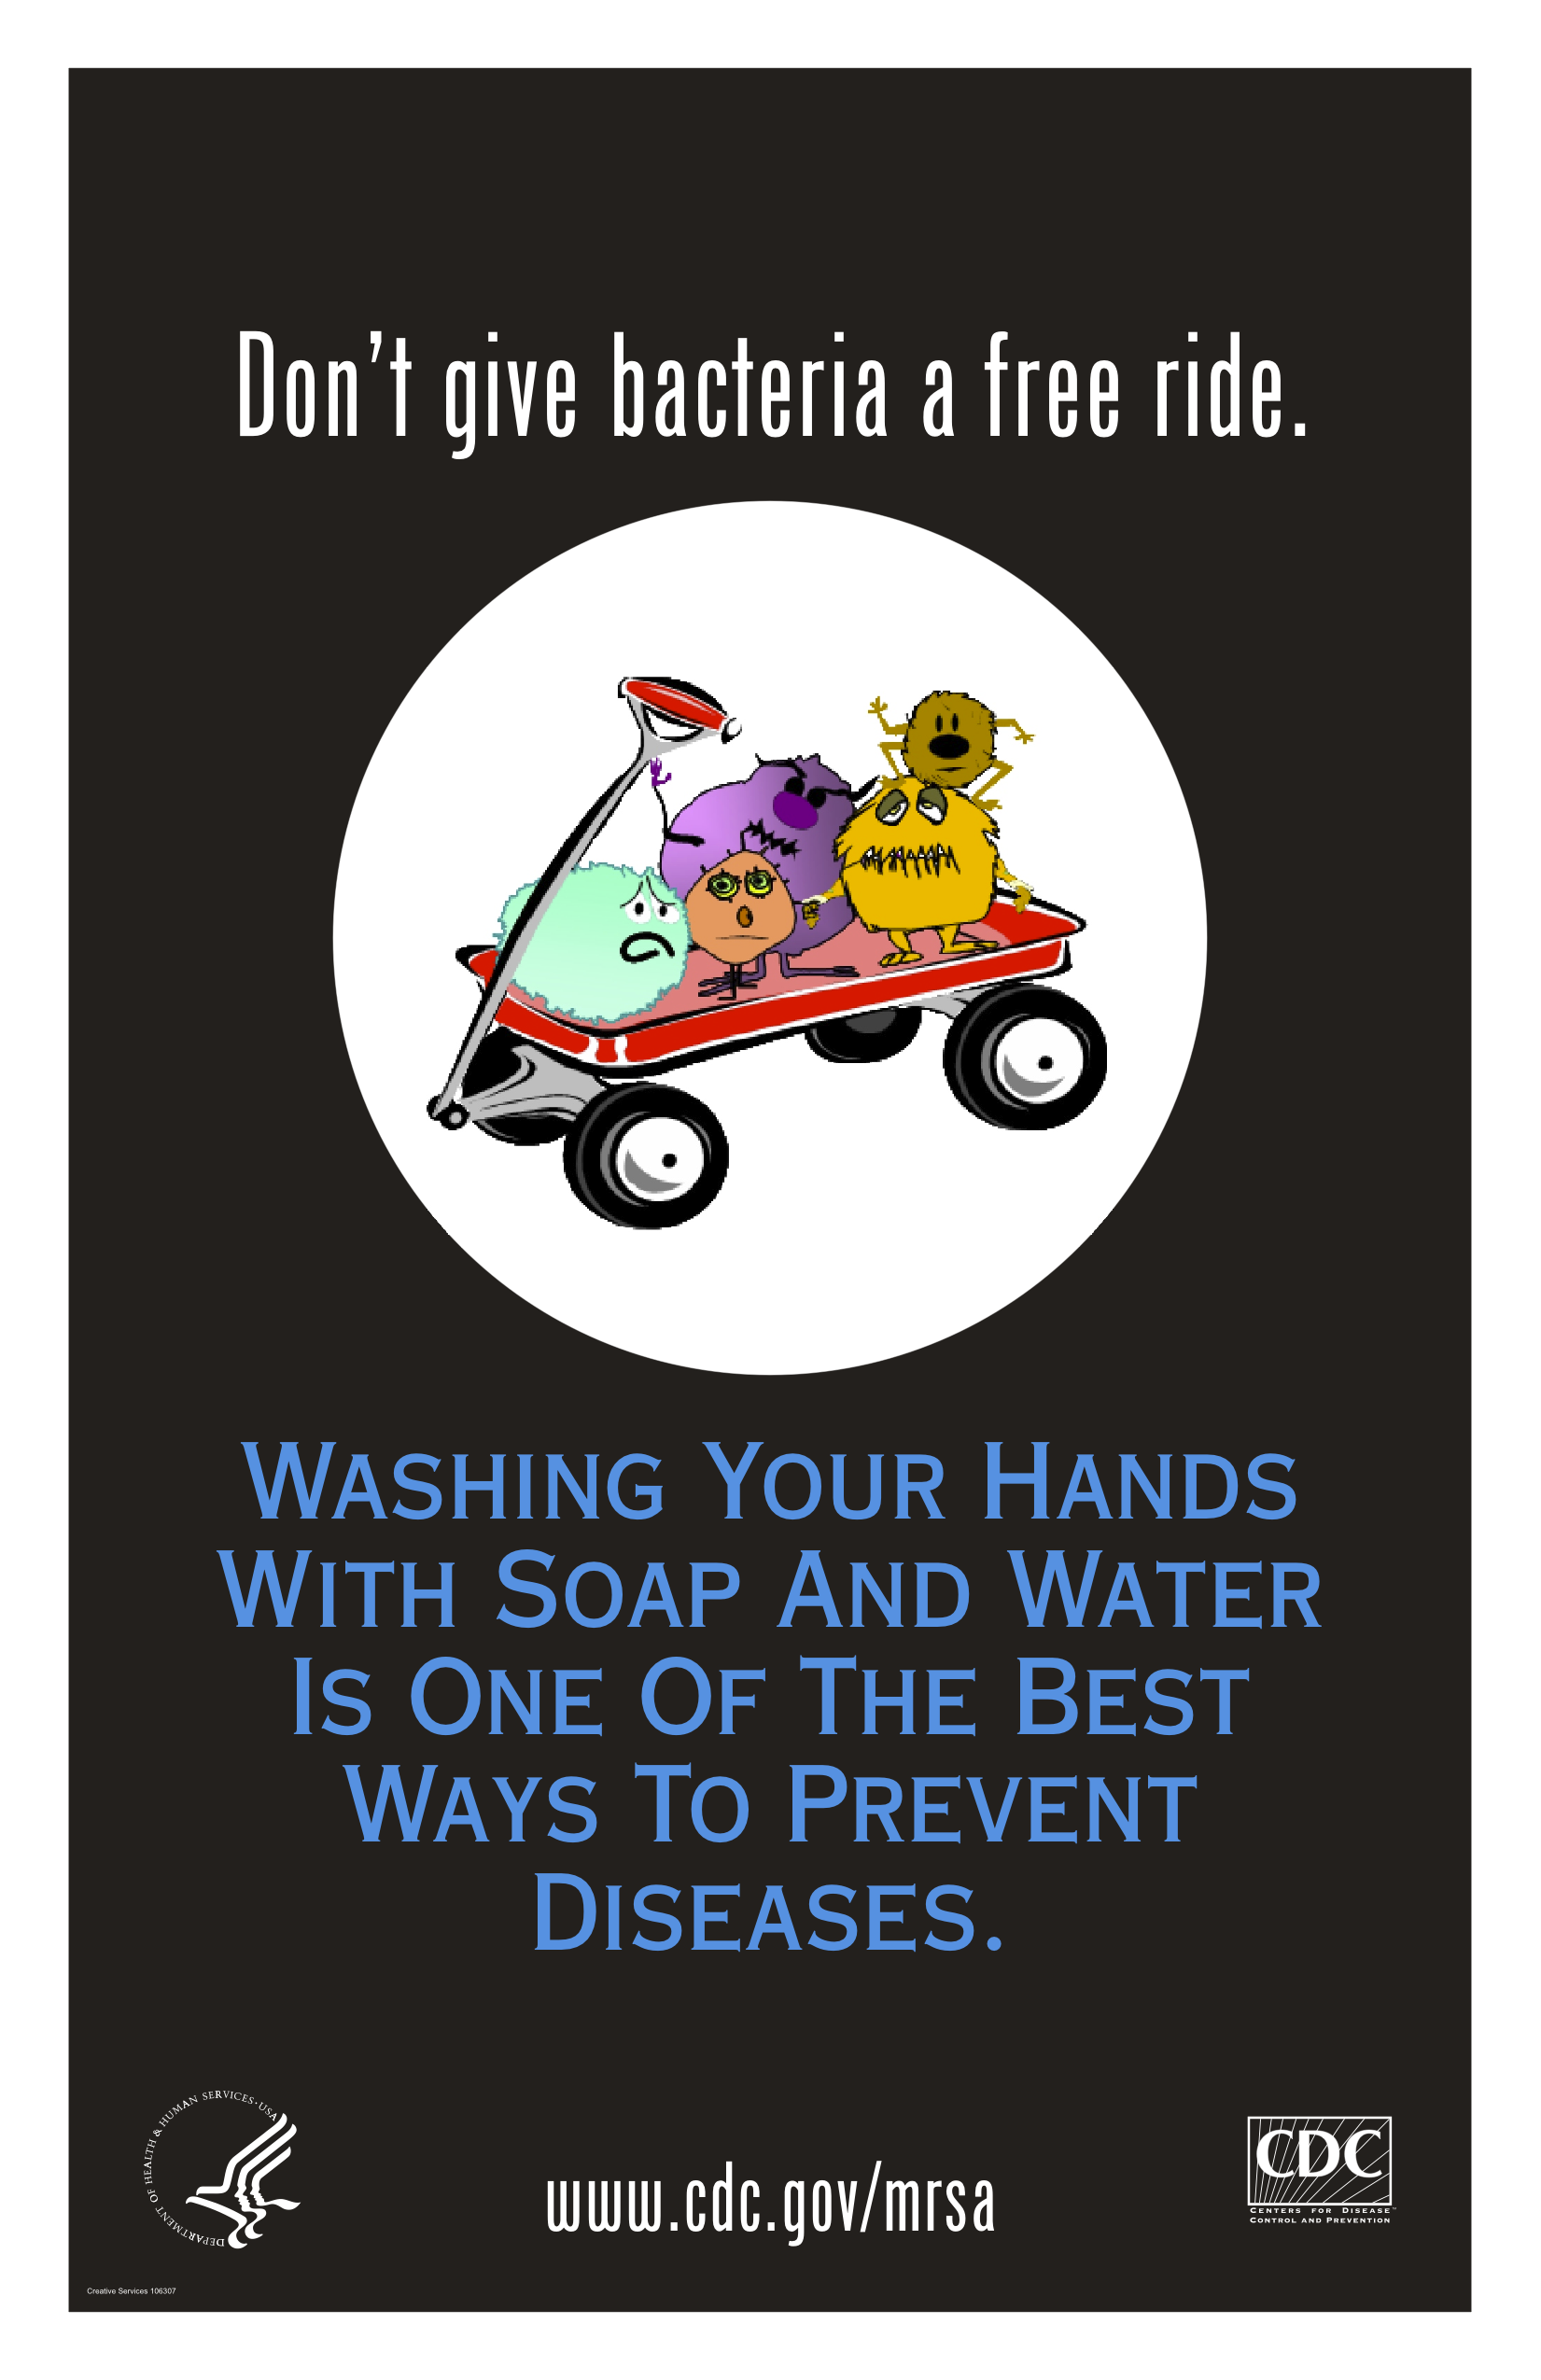 Don't give bacteria a free ride.
Washing Your Hands
With Soap And Water
Is One Of The Best
Ways To Prevent
Diseases.
DEPARTMENT OF HEALTH & HUMAN SERVICES • USA
www.cdc.gov/mrsa
CDC
CENTERS FOR DISEASE™
CONTROL AND PREVENTION
Creative Services 106307